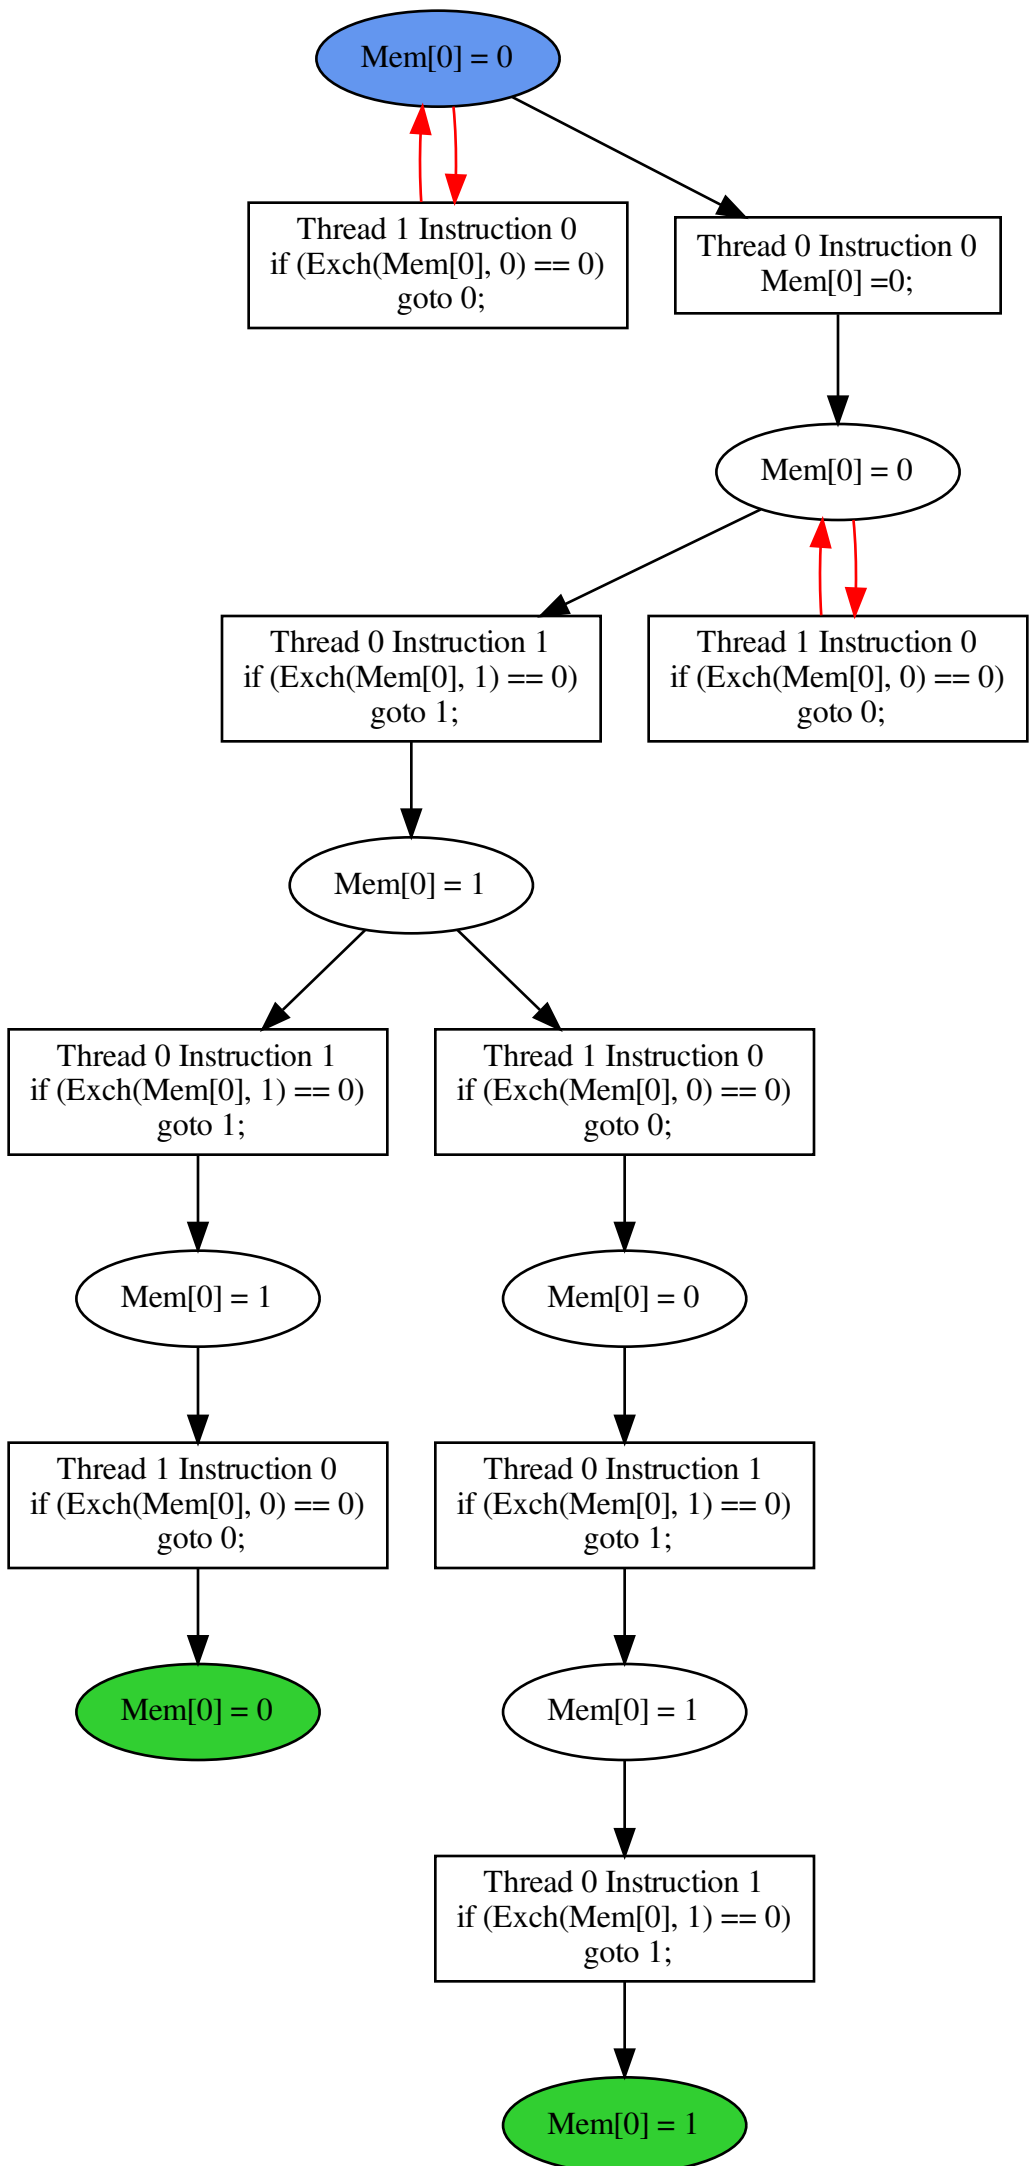 Mem[0] = 0
Thread 1 Instruction 0
if (Exch(Mem[0], 0) == 0)
goto 0;
Thread 0 Instruction 0
Mem[0] =0;
Mem[0] = 0
Thread 0 Instruction 1
if (Exch(Mem[0], 1) == 0)
goto 1;
Thread 1 Instruction 0
if (Exch(Mem[0], 0) == 0)
goto 0;
Mem[0] = 1
Thread 0 Instruction 1
if (Exch(Mem[0], 1) == 0)
goto 1;
Thread 1 Instruction 0
if (Exch(Mem[0], 0) == 0)
goto 0;
Mem[0] = 1
Mem[0] = 0
Thread 1 Instruction 0
if (Exch(Mem[0], 0) == 0)
goto 0;
Thread 0 Instruction 1
if (Exch(Mem[0], 1) == 0)
goto 1;
Mem[0] = 0
Mem[0] = 1
Thread 0 Instruction 1
if (Exch(Mem[0], 1) == 0)
goto 1;
Mem[0] = 1